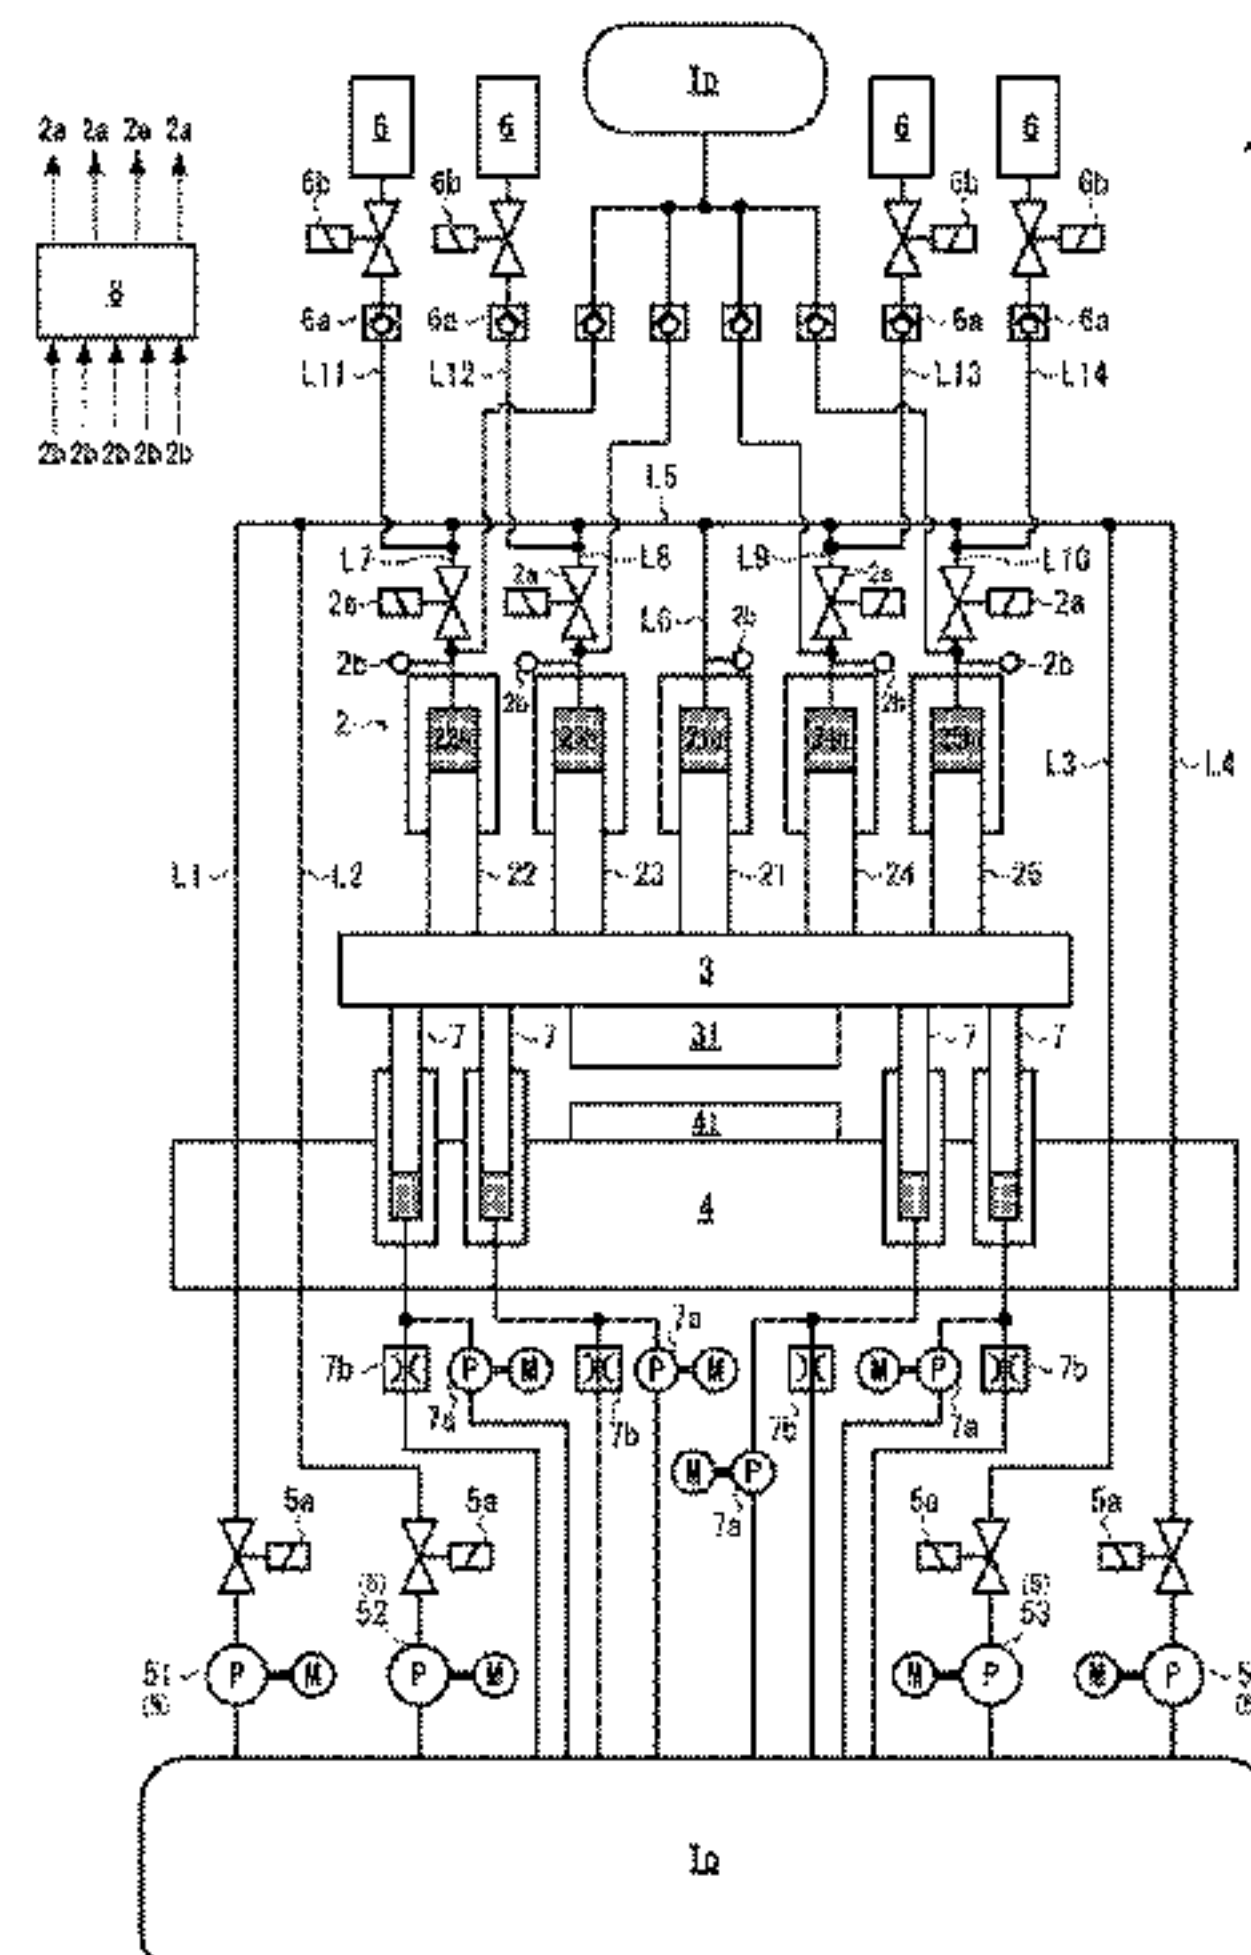 6 6 6 6
2a 2a 2a 2a
6b 6b 6b 6b
8
6a 6a 6a 6a
L11 L12 L13 L14
2b 2b 2b 2b 2b
L5
L7 L8 L9 L10
2a 2a 2a 2a
L6 2b
2b 2b 2b 2b
2
L3 L4
L1 L2 22 23 21 24 25
3
7 7 31 7 7
41
4
7b 7a 7b 7a 7b 7a 7b
P M P M M P
M P
7a
5a 5a 5a 5a
52 53
51 P M P M M P M P